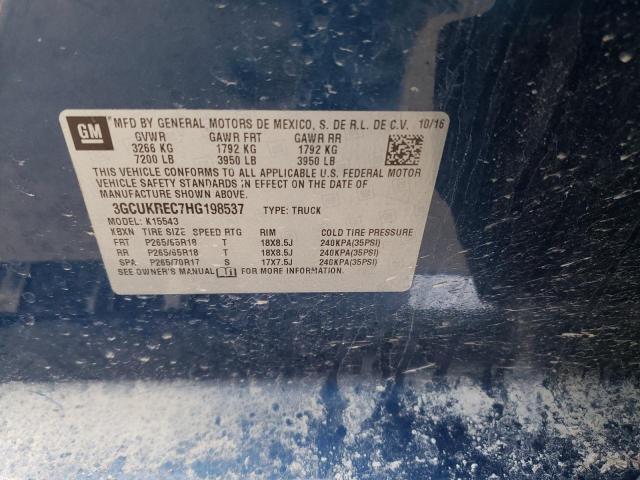 GM
MFD BY GENERAL MOTORS DE MEXICO, S. DE R.L. DE C.V. 10/16
GVWR GAWR FRT GAWR RR
3266 KG 1792 KG 1792 KG
7200 LB 3950 LB 3950 LB
THIS VEHICLE CONFORMS TO ALL APPLICABLE U.S. FEDERAL MOTOR
VEHICLE SAFETY STANDARDS IN EFFECT ON THE DATE OF
MANUFACTURE SHOWN ABOVE.
3GCUKREC7HG198537 TYPE: TRUCK
MODEL: K15543
KBXN TIRE SIZE SPEED RTG RIM COLD TIRE PRESSURE
FRT P265/65R18 T 18X8.5J 240KPA(35PSI)
RR P265/65R18 T 18X8.5J 240KPA(35PSI)
SPA P265/70R17 S 17X7.5J 240KPA(35PSI)
SEE OWNER'S MANUAL FOR MORE INFORMATION.